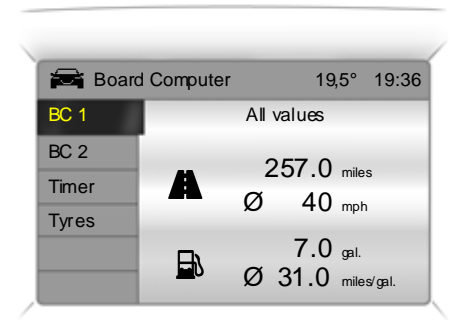 Board Computer 19,5° 19:36
BC 1
All values
BC 2
Timer
Tyres
257.0 miles
Ø 40 mph
7.0 gal.
Ø 31.0 miles/gal.